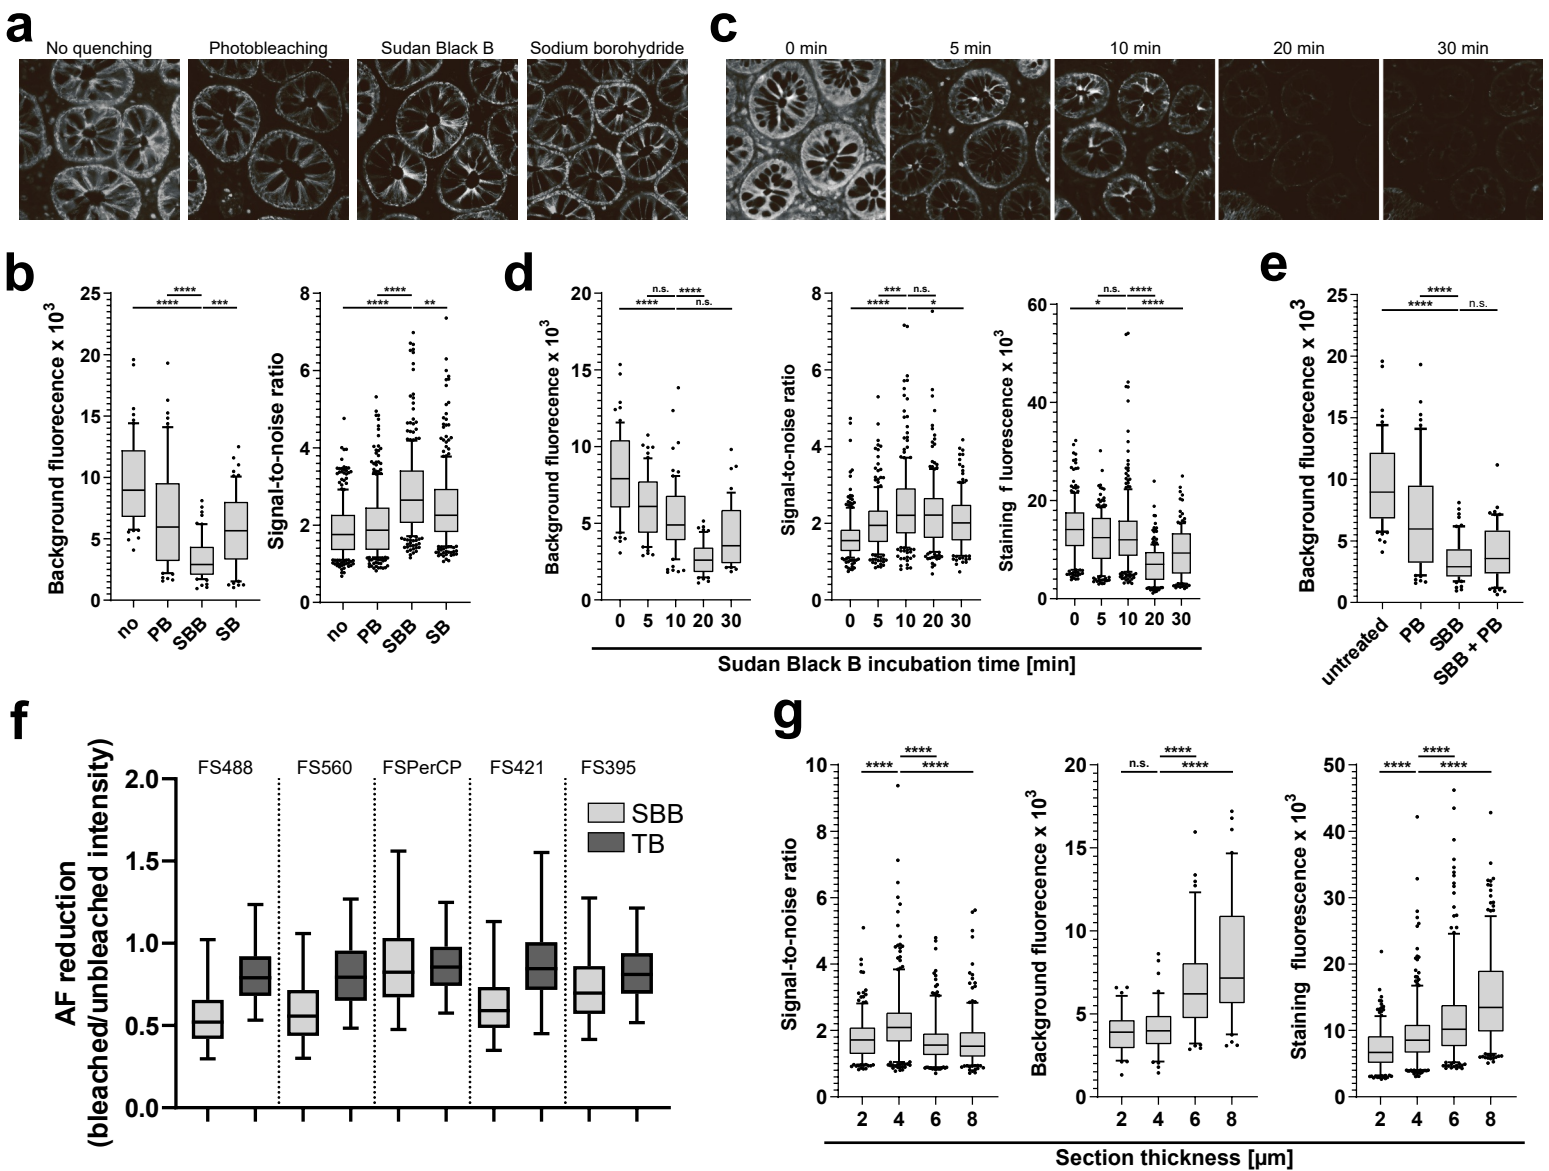 a
No quenching
Photobleaching
Sudan Black B
Sodium borohydride
c
0 min
5 min
10 min
20 min
30 min
b
Background fluorecence x 10³
25
20
15
10
5
0
****
****
***
no
PB
SBB
SB
Signal-to-noise ratio
8
6
4
2
0
****
****
**
no
PB
SBB
SB
d
Background fluorescence x 10³
20
15
10
5
0
n.s.
****
****
n.s.
0
5
10
20
30
Signal-to-noise ratio
8
6
4
2
0
***
n.s.
****
*
0
5
10
20
30
Staining f luorescence x 10³
60
40
20
0
n.s.
****
*
****
0
5
10
20
30
Sudan Black B incubation time [min]
e
Background fluorescence x 10³
25
20
15
10
5
0
****
****
n.s.
untreated
PB
SBB
SBB + PB
f
AF reduction
(bleached/unbleached intensity)
2.0
1.5
1.0
0.5
0.0
FS488
FS560
FSPerCP
FS421
FS395
SBB
TB
g
Signal-to-noise ratio
10
8
6
4
2
0
****
****
****
2
4
6
8
Background fluorescence x 10³
20
15
10
5
0
****
n.s.
****
2
4
6
8
Staining fluorescence x 10³
50
40
30
20
10
0
****
****
****
2
4
6
8
Section thickness [µm]